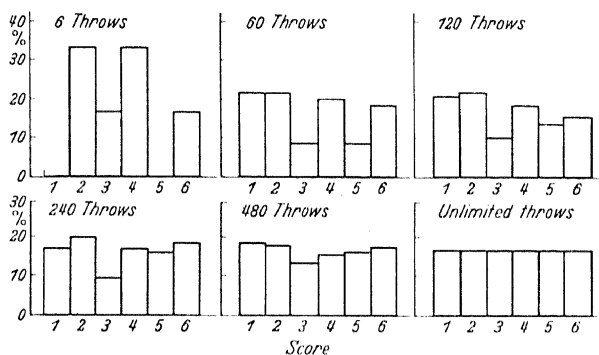 40
%
30
20
10
0
6 Throws
1 2 3 4 5 6
60 Throws
1 2 3 4 5 6
120 Throws
1 2 3 4 5 6
30
%
20
10
0
240 Throws
1 2 3 4 5 6
480 Throws
1 2 3 4 5 6
Unlimited throws
1 2 3 4 5 6
Score